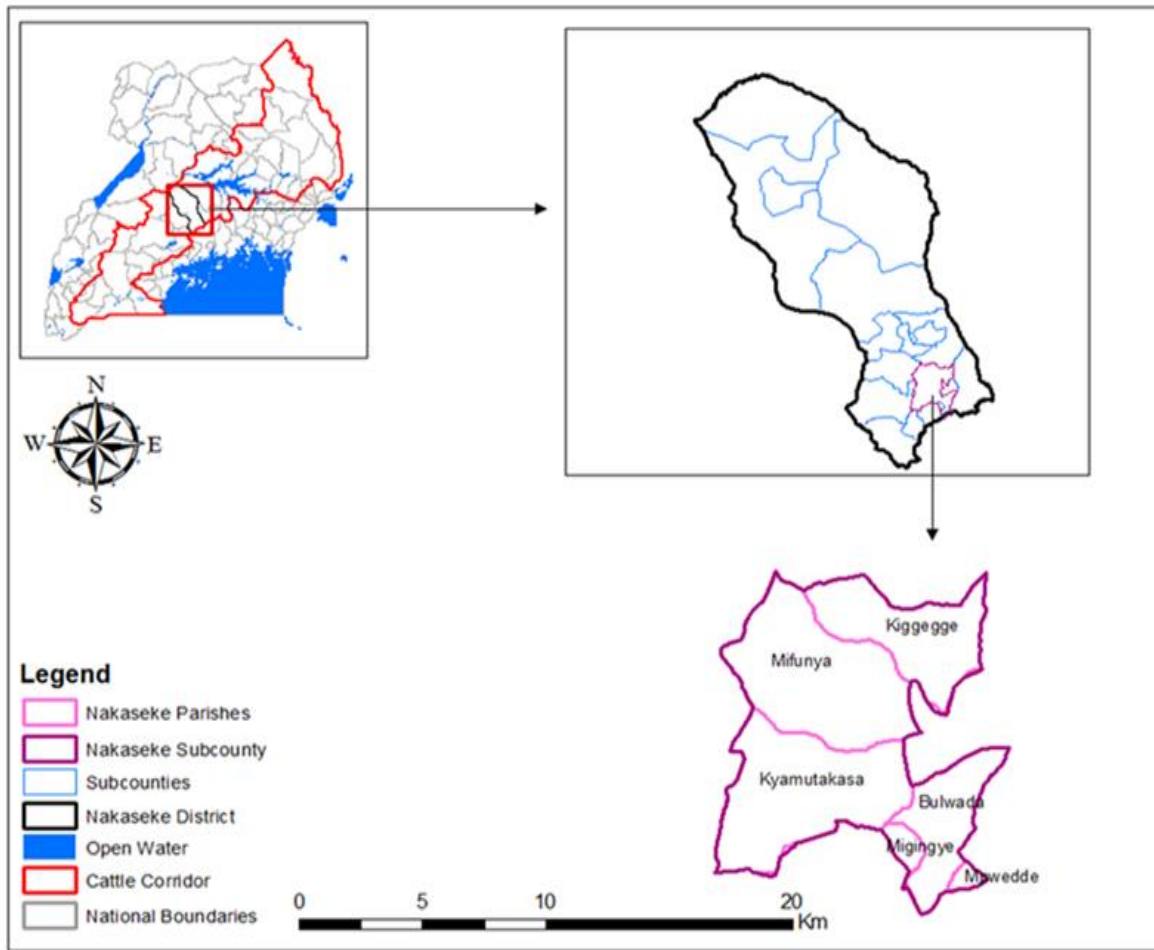 N
W E
S
Kiggegge
Mifunya
Kyamutakasa
Bulwada
Migingye
Legend
Nakaseke Parishes
Nakaseke Subcounty
Subcounties
Nakaseke District
Open Water
Cattle Corridor
National Boundaries
0 5 10 20
Km